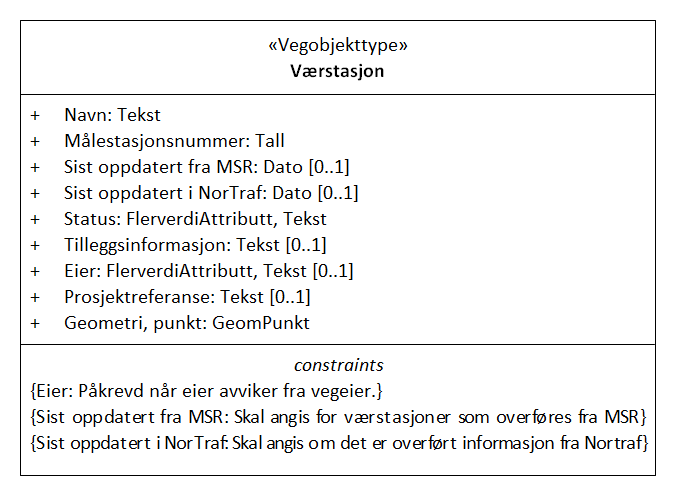 «Vegobjekttype»
Værstasjon
+ Navn: Tekst
+ Målestasjonsnummer: Tall
+ Sist oppdatert fra MSR: Dato [0..1]
+ Sist oppdatert i NorTraf: Dato [0..1]
+ Status: FlerverdiAttributt, Tekst
+ Tilleggsinformasjon: Tekst [0..1]
+ Eier: FlerverdiAttributt, Tekst [0..1]
+ Prosjektreferanse: Tekst [0..1]
+ Geometri, punkt: GeomPunkt
constraints
{Eier: Påkrevd når eier avviker fra vegeier.}
{Sist oppdatert fra MSR: Skal angis for værstasjoner som overføres fra MSR}
{Sist oppdatert i NorTraf: Skal angis om det er overført informasjon fra Nortraf}